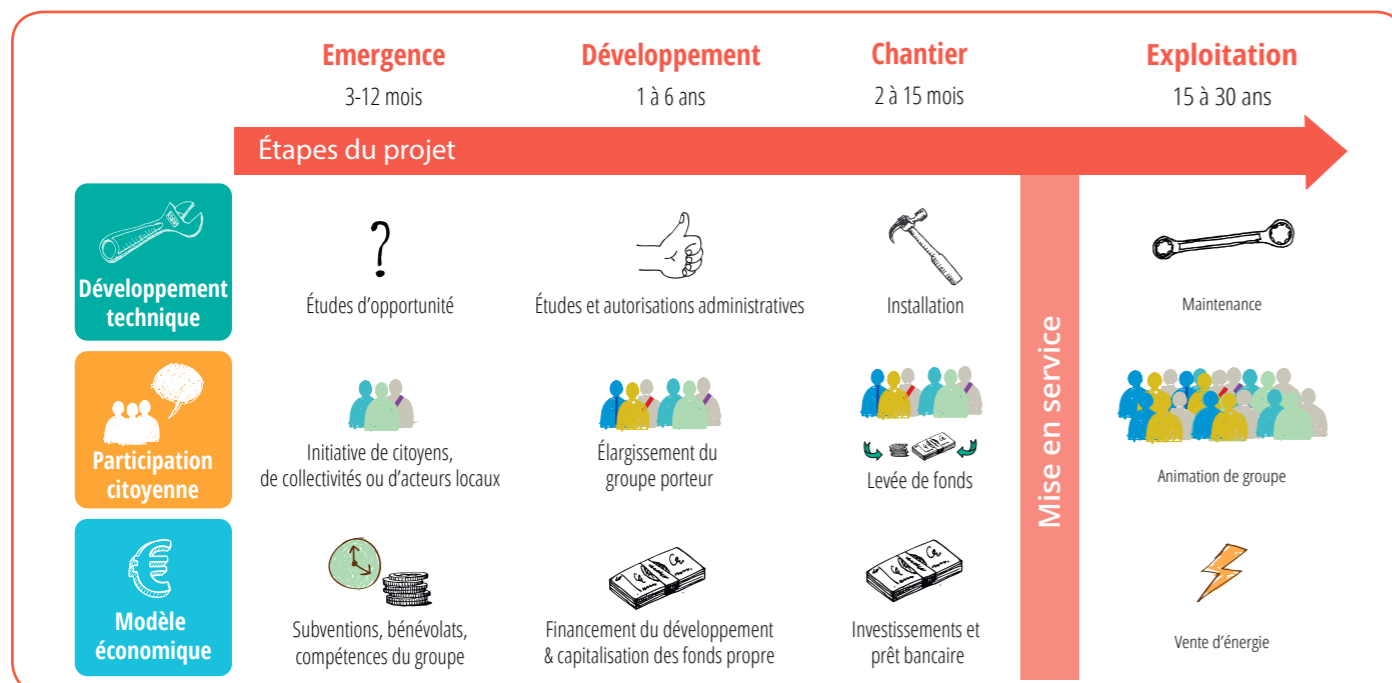 Emergence
3-12 mois
Développement
1 à 6 ans
Chantier
2 à 15 mois
Exploitation
15 à 30 ans
Étapes du projet
Mise en service
Développement
technique
Études d'opportunité
Études et autorisations administratives
Installation
Maintenance
Participation
citoyenne
Initiative de citoyens,
de collectivités ou d'acteurs locaux
Élargissement du
groupe porteur
Levée de fonds
Animation de groupe
Modèle
économique
Subventions, bénévolats,
compétences du groupe
Financement du développement
& capitalisation des fonds propre
Investissements et
prêt bancaire
Vente d'énergie